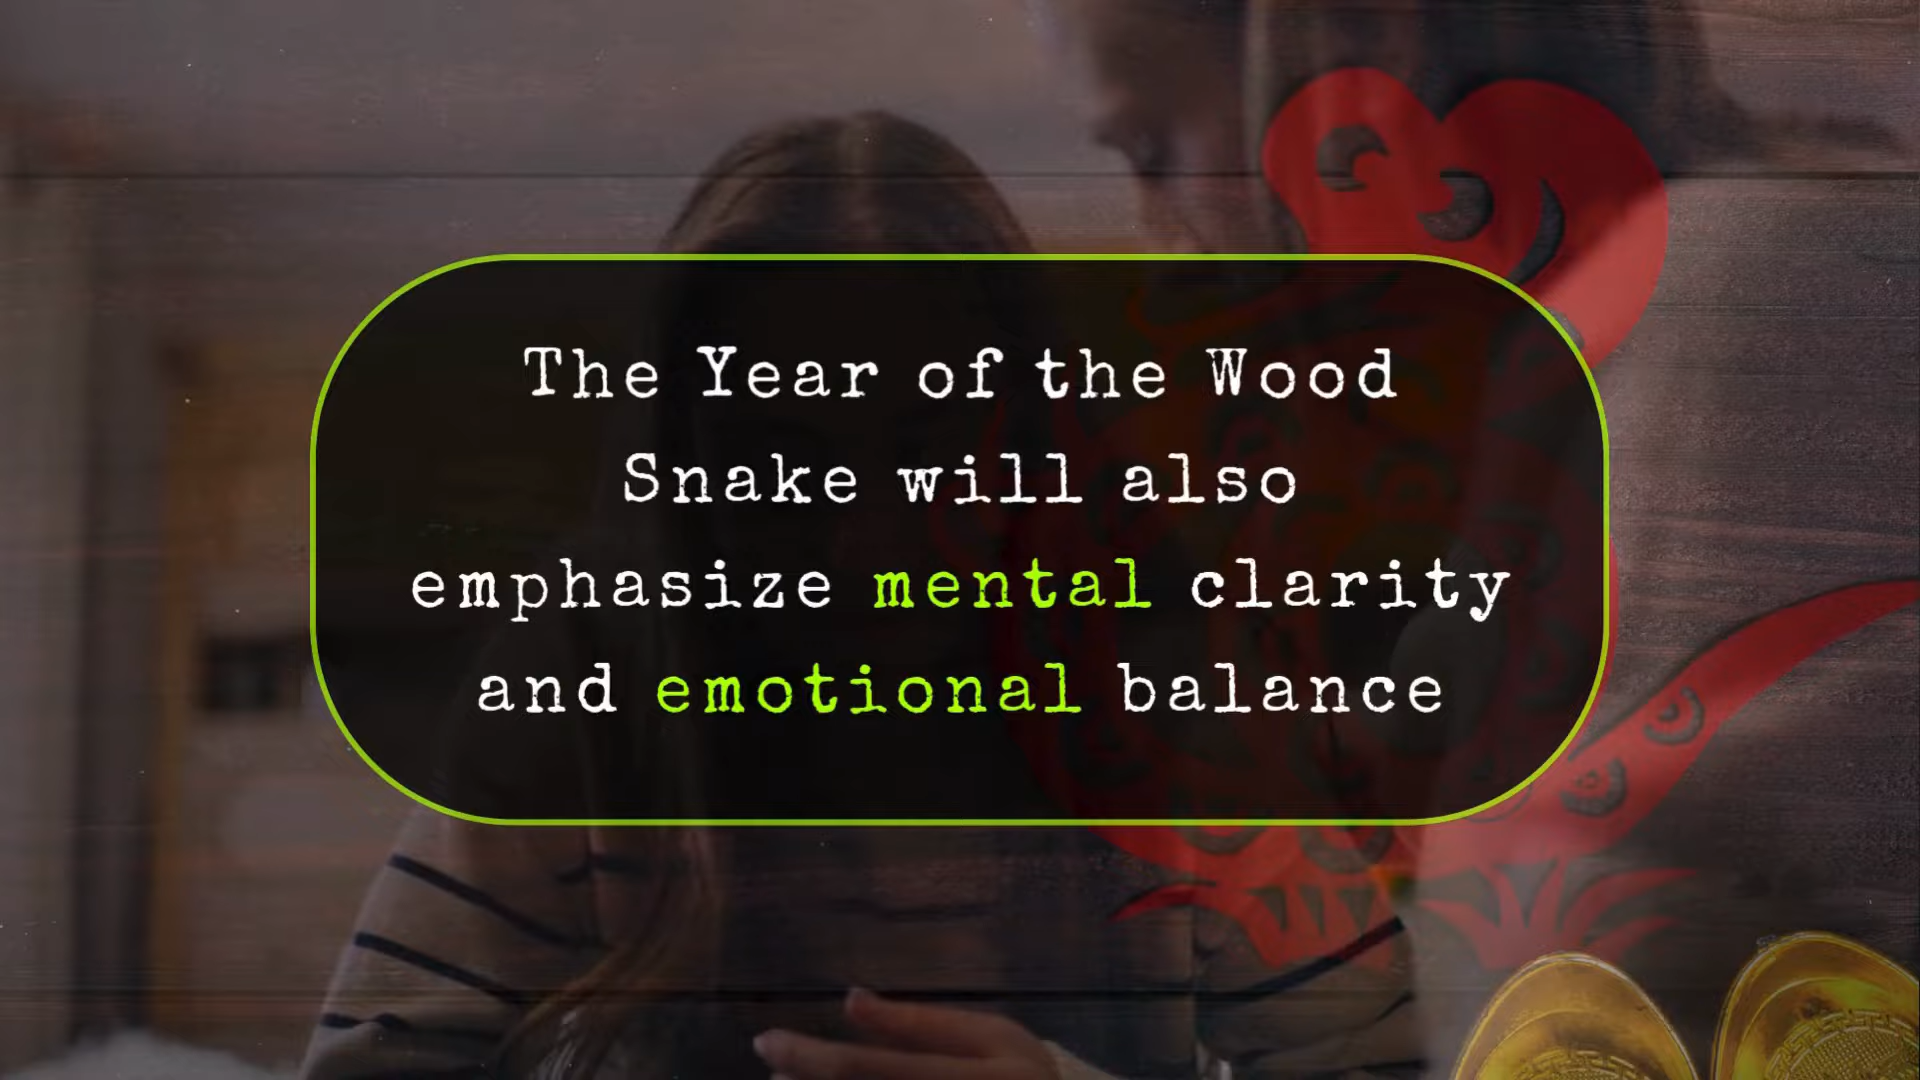 The Year of the Wood
Snake will also
emphasize mental clarity
and emotional balance